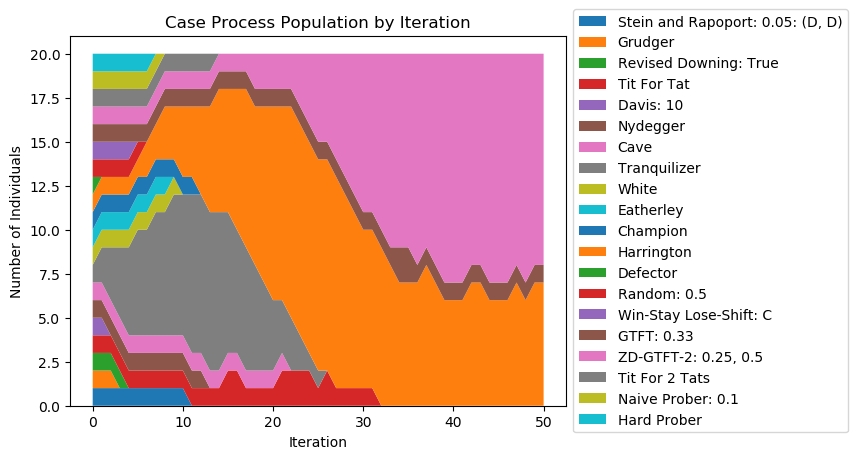 Case Process Population by Iteration
20.0
17.5
15.0
12.5
10.0
7.5
5.0
2.5
0.0
Number of Individuals
0 10 20 30 40 50
Iteration
Stein and Rapoport: 0.05: (D, D)
Grudger
Revised Downing: True
Tit For Tat
Davis: 10
Nydegger
Cave
Tranquilizer
White
Eatherley
Champion
Harrington
Defector
Random: 0.5
Win-Stay Lose-Shift: C
GTFT: 0.33
ZD-GTFT-2: 0.25, 0.5
Tit For 2 Tats
Naive Prober: 0.1
Hard Prober